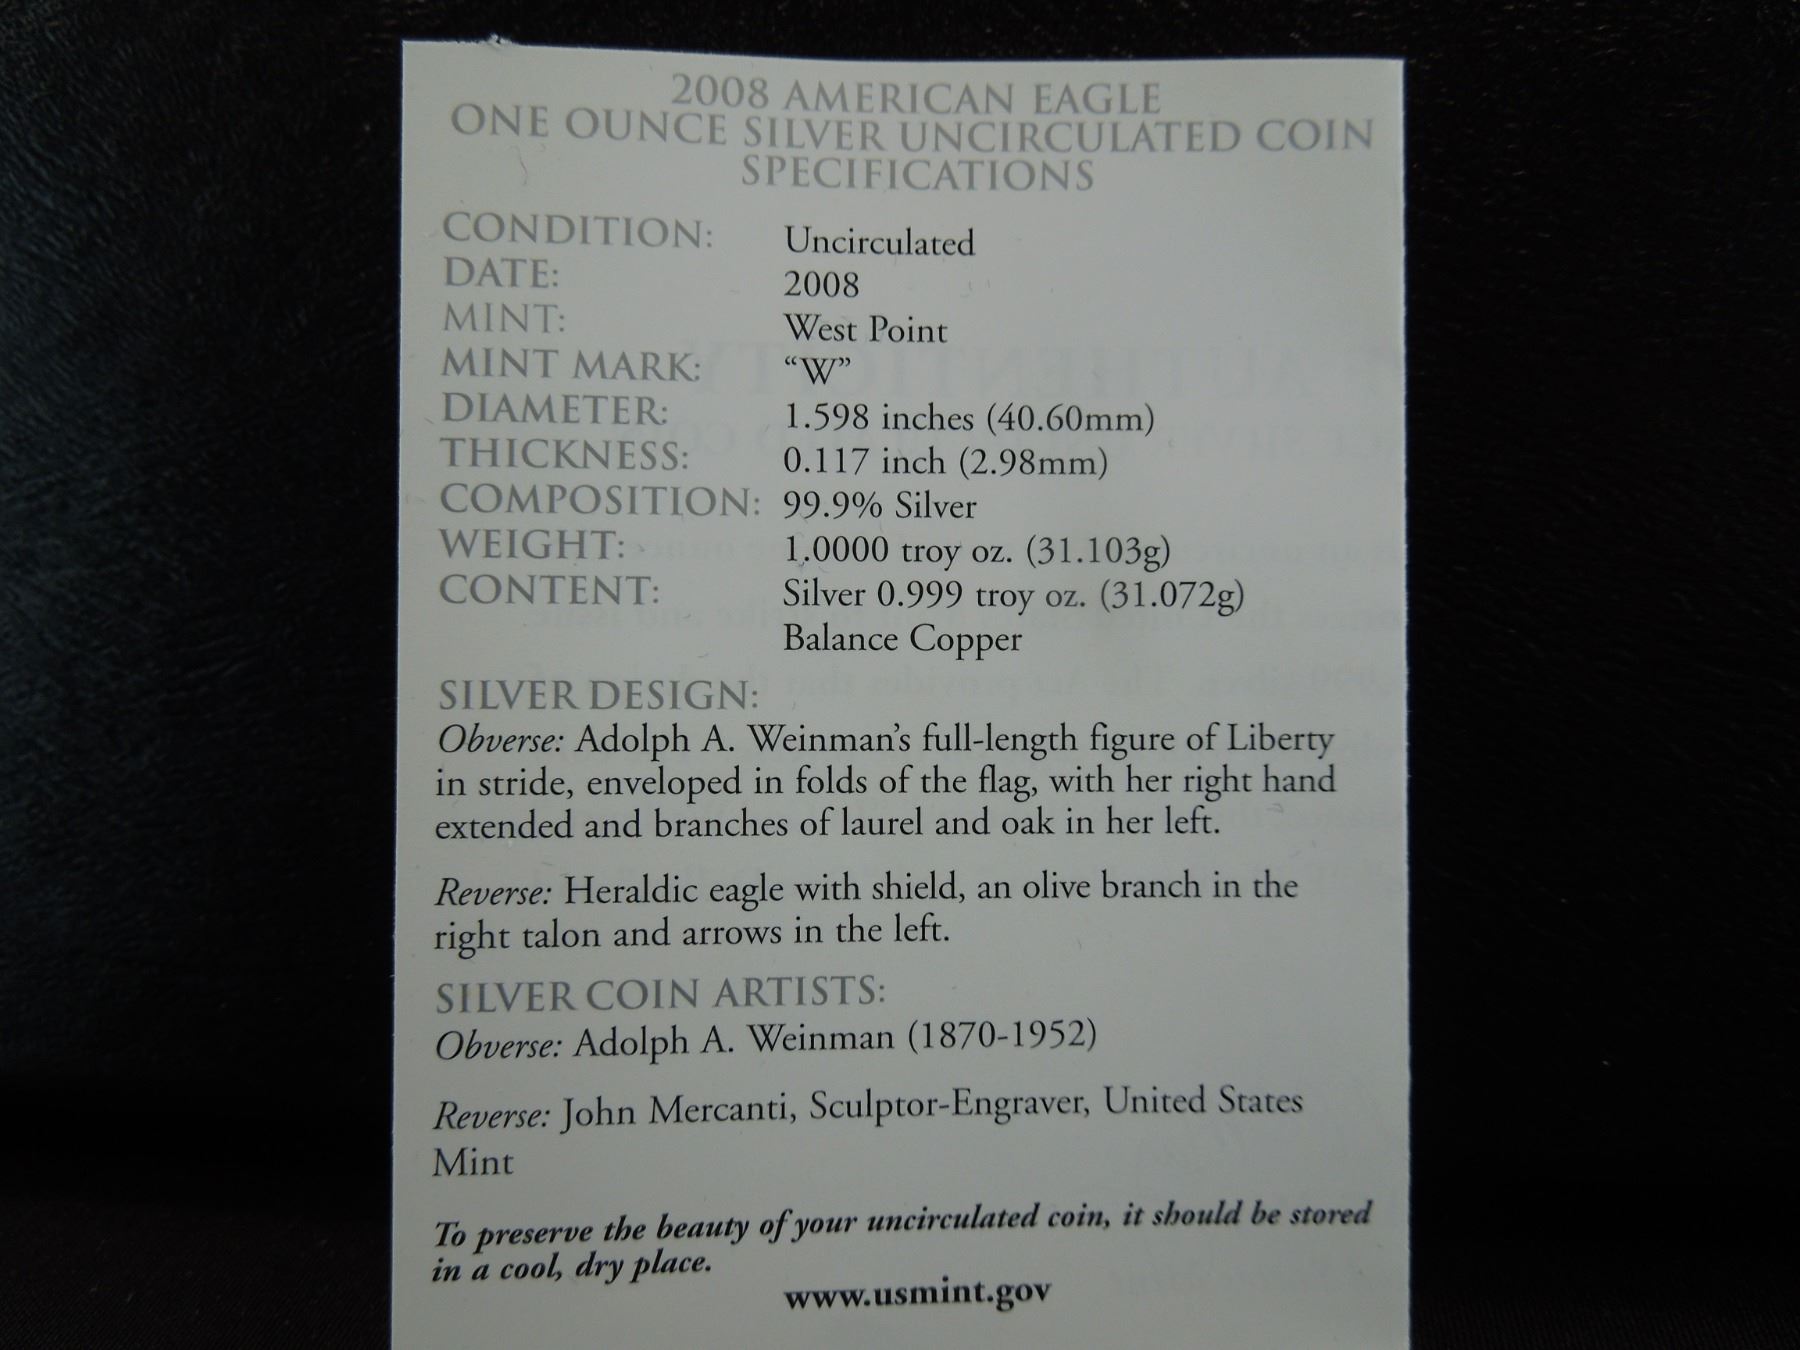 2008 AMERICAN EAGLE
ONE OUNCE SILVER UNCIRCULATED COIN
SPECIFICATIONS
CONDITION: Uncirculated
DATE: 2008
MINT: West Point
MINT MARK: “W”
DIAMETER: 1.598 inches (40.60mm)
THICKNESS: 0.117 inch (2.98mm)
COMPOSITION: 99.9% Silver
WEIGHT: 1.0000 troy oz. (31.103g)
CONTENT: Silver 0.999 troy oz. (31.072g)
Balance Copper
SILVER DESIGN:
Obverse: Adolph A. Weinman’s full-length figure of Liberty
in stride, enveloped in folds of the flag, with her right hand
extended and branches of laurel and oak in her left.
Reverse: Heraldic eagle with shield, an olive branch in the
right talon and arrows in the left.
SILVER COIN ARTISTS:
Obverse: Adolph A. Weinman (1870-1952)
Reverse: John Mercanti, Sculptor-Engraver, United States
Mint
To preserve the beauty of your uncirculated coin, it should be stored
in a cool, dry place.
www.usmint.gov